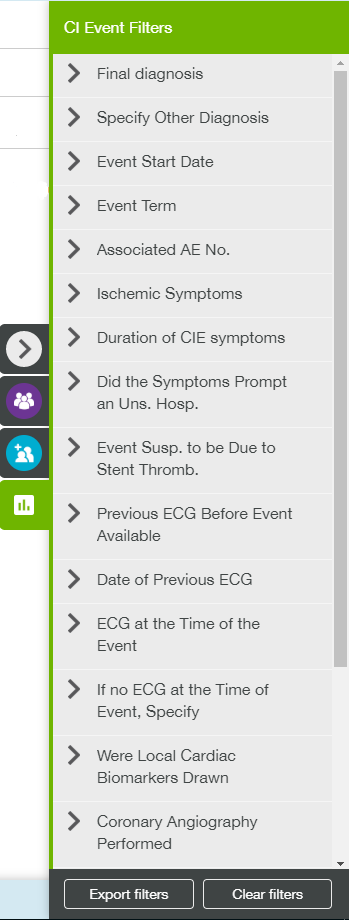 CI Event Filters
Final diagnosis
Specify Other Diagnosis
Event Start Date
Event Term
Associated AE No.
Ischemic Symptoms
Duration of CIE symptoms
Did the Symptoms Prompt
an Uns. Hosp.
Event Susp. to be Due to
Stent Thromb.
Previous ECG Before Event
Available
Date of Previous ECG
ECG at the Time of the
Event
If no ECG at the Time of
Event, Specify
Were Local Cardiac
Biomarkers Drawn
Coronary Angiography
Performed
Export filters
Clear filters